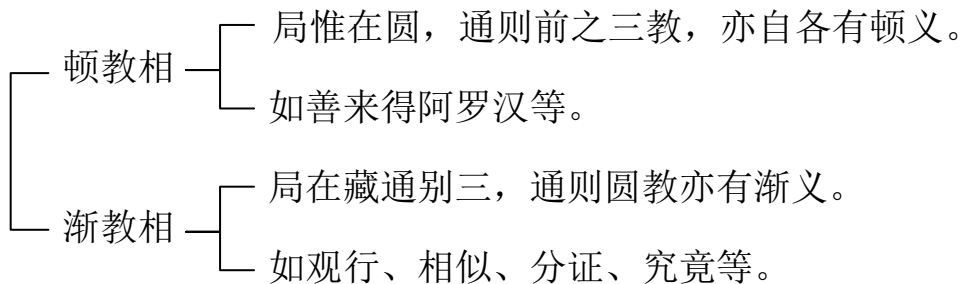 局惟在圆，通则前之三教，亦自各有顿义。
顿教相
如善来得阿罗汉等。
局在藏通别三，通则圆教亦有渐义。
渐教相
如观行、相似、分证、究竟等。